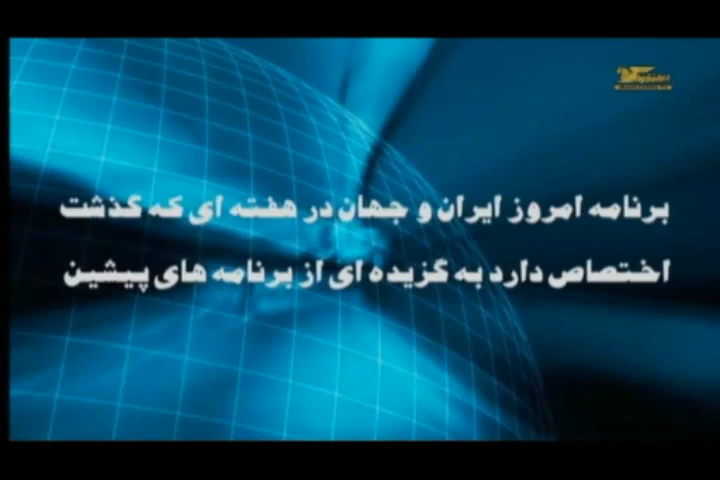 برنامه امروز ایران و جهان در هفته ای که گذشت
اختصاص دارد به گزیده ای از برنامه های پیشین